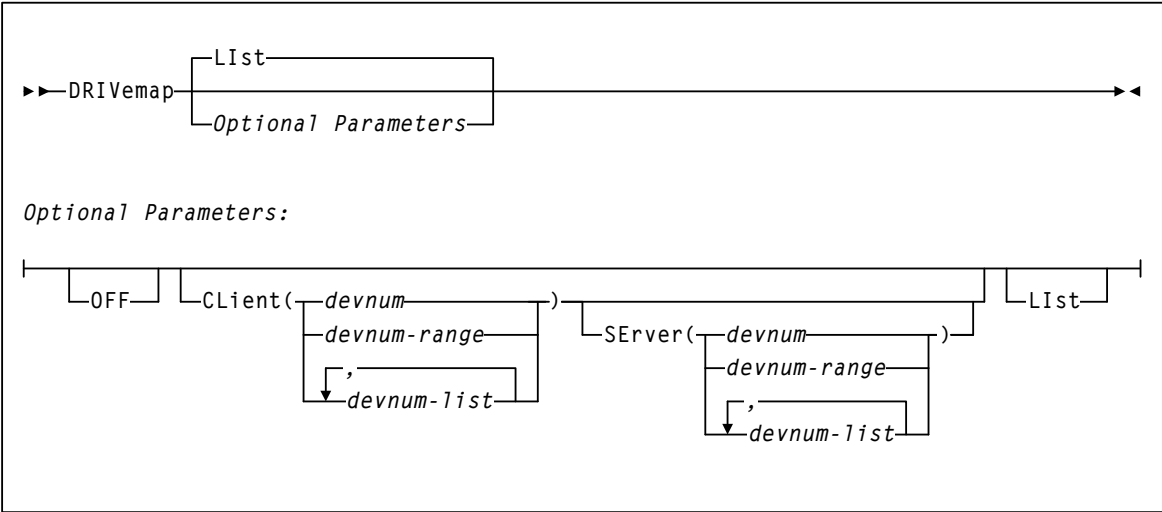 LIst
DRIVemap
Optional Parameters
Optional Parameters:
OFF CLient( devnum ) LIst
devnum-range SErver( devnum )
, devnum-range
devnum-list ,
devnum-list